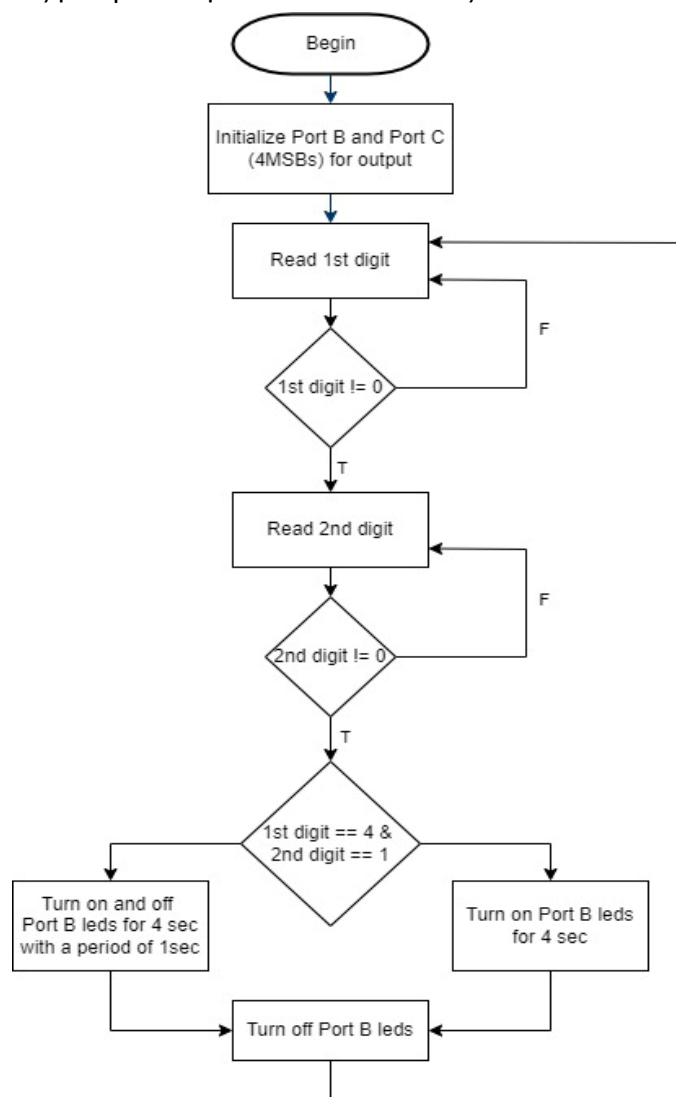 Begin
Initialize Port B and Port C
(4MSBs) for output
Read 1st digit
F
1st digit != 0
T
Read 2nd digit
F
2nd digit != 0
T
1st digit == 4 &
2nd digit == 1
Turn on and off
Port B leds for 4 sec
with a period of 1sec
Turn on Port B leds
for 4 sec
Turn off Port B leds